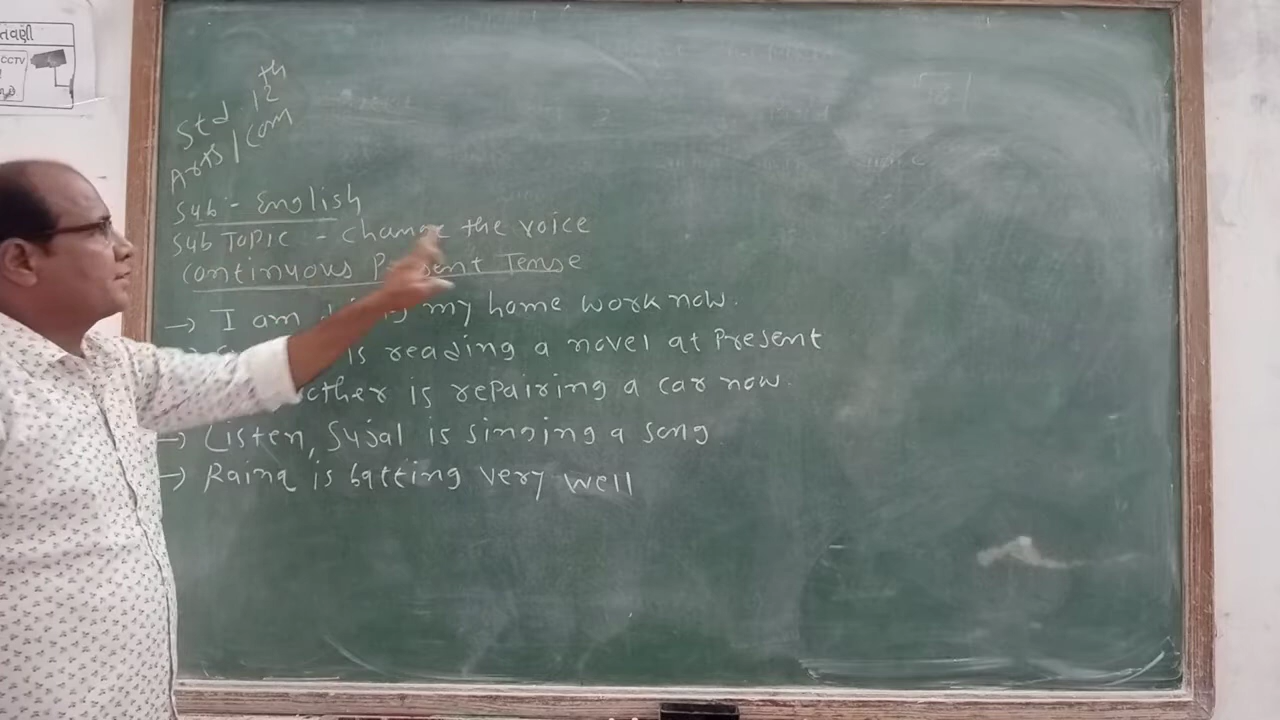 તવણી
CCTV
Std 12th
Arts / Com
Sub - English
Sub Topic - Change the voice
Continuous Present Tense
→ I am my home work now.
is reading a novel at Present
is repairing a car now.
→ Listen, Sujal is singing a song.
→ Raina is batting very well